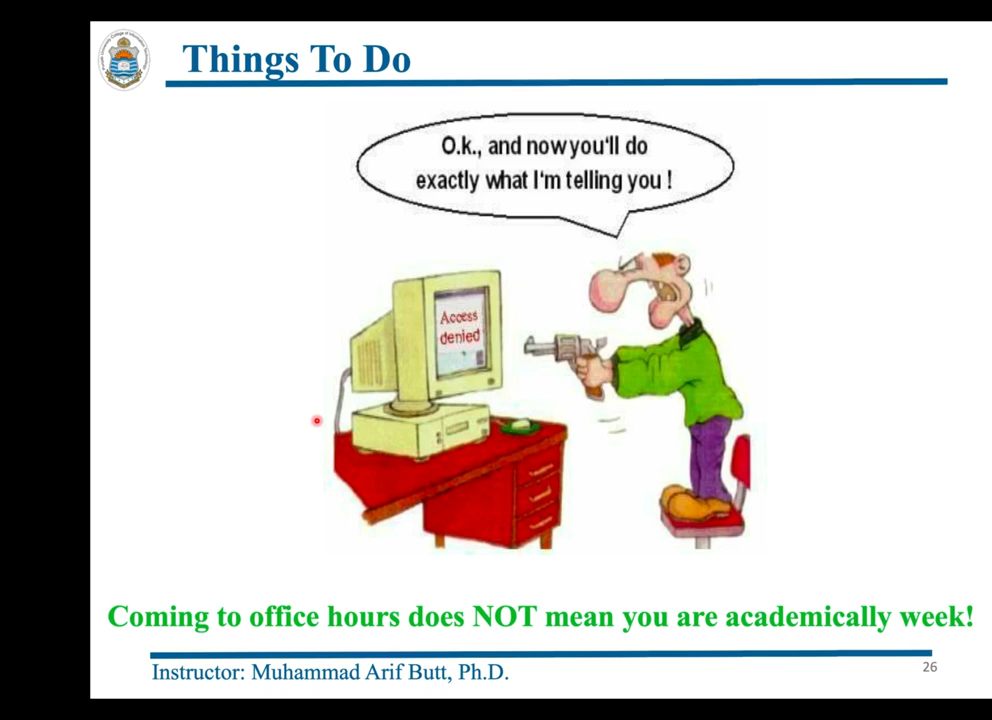 Things To Do
O.k., and now you'll do
exactly what I'm telling you !
Access
denied
Coming to office hours does NOT mean you are academically week!
Instructor: Muhammad Arif Butt, Ph.D.
26